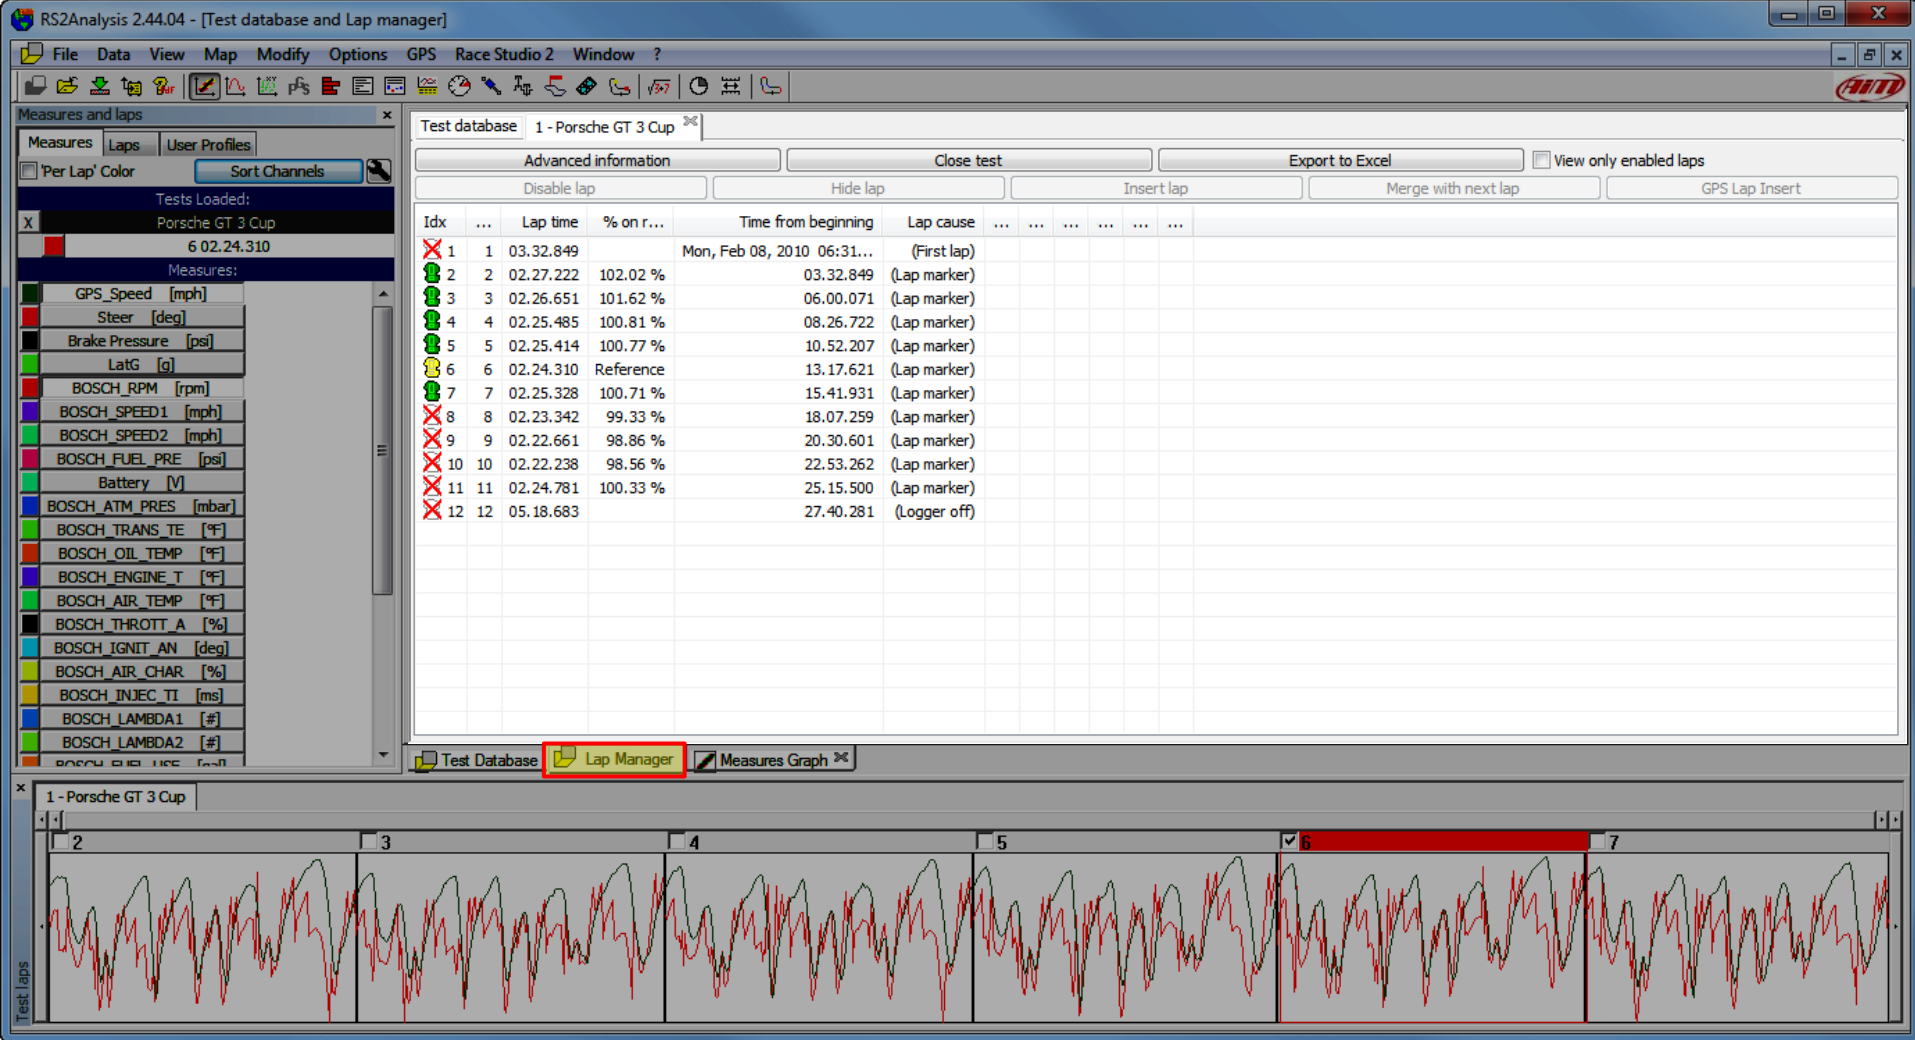 RS2Analysis 2.44.04 - [Test database and Lap manager]
File Data View Map Modify Options GPS Race Studio 2 Window ?
AiM
Measures and laps
Measures Laps User Profiles
'Per Lap' Color Sort Channels
Tests Loaded:
X Porsche GT 3 Cup
6 02.24.310
Measures:
GPS_Speed [mph]
Steer [deg]
Brake Pressure [psi]
LatG [g]
BOSCH_RPM [rpm]
BOSCH_SPEED1 [mph]
BOSCH_SPEED2 [mph]
BOSCH_FUEL_PRE [psi]
Battery [V]
BOSCH_ATM_PRES [mbar]
BOSCH_TRANS_TE [°F]
BOSCH_OIL_TEMP [°F]
BOSCH_ENGINE_T [°F]
BOSCH_AIR_TEMP [°F]
BOSCH_THROTT_A [%]
BOSCH_IGNIT_AN [deg]
BOSCH_AIR_CHAR [%]
BOSCH_INJEC_TI [ms]
BOSCH_LAMBDA1 [#]
BOSCH_LAMBDA2 [#]
BOSCH_FUEL_USE [gal]
Test database 1 - Porsche GT 3 Cup
Advanced information Close test Export to Excel View only enabled laps
Disable lap Hide lap Insert lap Merge with next lap GPS Lap Insert
Idx ... Lap time % on r... Time from beginning Lap cause ... ... ... ... ... ...
1 1 03.32.849 Mon, Feb 08, 2010 06:31... (First lap)
2 2 02.27.222 102.02 % 03.32.849 (Lap marker)
3 3 02.26.651 101.62 % 06.00.071 (Lap marker)
4 4 02.25.485 100.81 % 08.26.722 (Lap marker)
5 5 02.25.414 100.77 % 10.52.207 (Lap marker)
6 6 02.24.310 Reference 13.17.621 (Lap marker)
7 7 02.25.328 100.71 % 15.41.931 (Lap marker)
8 8 02.23.342 99.33 % 18.07.259 (Lap marker)
9 9 02.22.661 98.86 % 20.30.601 (Lap marker)
10 10 02.22.238 98.56 % 22.53.262 (Lap marker)
11 11 02.24.781 100.33 % 25.15.500 (Lap marker)
12 12 05.18.683 27.40.281 (Logger off)
Test Database Lap Manager Measures Graph
1 - Porsche GT 3 Cup
2 3 4 5 6 7
Test laps